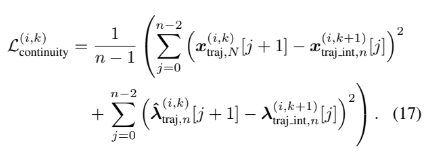 $\mathcal{L}_{\text{continuity}}^{(i,k)} = \frac{1}{n-1} \left( \sum_{j=0}^{n-2} \left( \boldsymbol{x}_{\text{traj},N}^{(i,k)}[j+1] - \boldsymbol{x}_{\text{traj\_int},n}^{(i,k+1)}[j] \right)^2 \right.$
$\left. + \sum_{j=0}^{n-2} \left( \hat{\boldsymbol{\lambda}}_{\text{traj},n}^{(i,k)}[j+1] - \boldsymbol{\lambda}_{\text{traj\_int},n}^{(i,k+1)}[j] \right)^2 \right). \quad (17)$